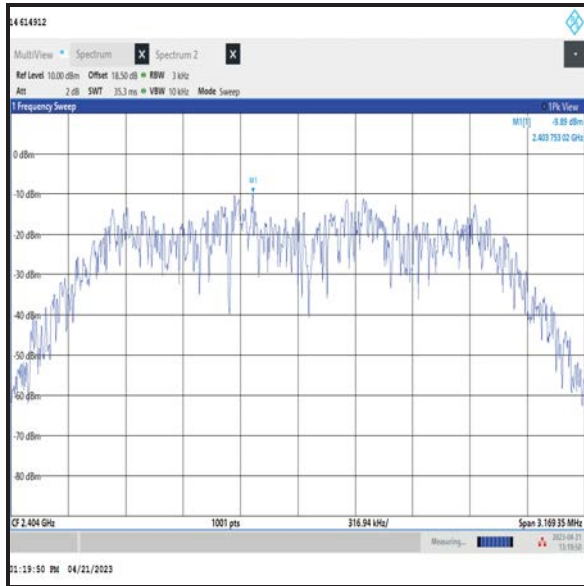 14 614912
MultiView Spectrum X Spectrum 2 X
Ref Level 10.00 dBm Offset 18.50 dB RBW 3 kHz
Att 2 dB SWT 35.3 ms VBW 10 kHz Mode Sweep
1 Frequency Sweep 1Pk View
M1[1] -9.89 dBm
2.403 753 02 GHz
0 dBm
M1
-10 dBm
-20 dBm
-30 dBm
-40 dBm
-50 dBm
-60 dBm
-70 dBm
-80 dBm
CF 2.404 GHz 1001 pts 316.94 kHz/ Span 3.169 35 MHz
Measuring... 2023-04-21
13:19:50
01:19:50 PM 04/21/2023